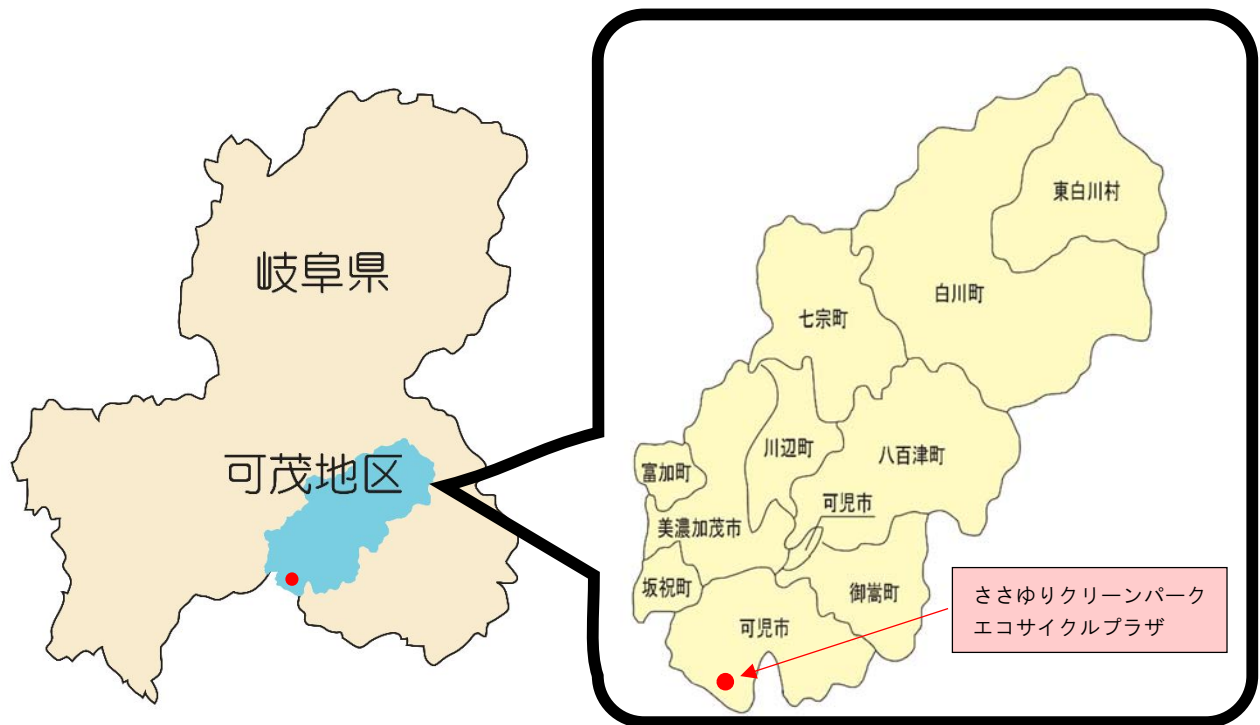 岐阜県
可茂地区
東白川村
白川町
七宗町
川辺町
八百津町
富加町
可児市
美濃加茂市
坂祝町
御嵩町
可児市
ささゆりクリーンパーク
エコサイクルプラザ